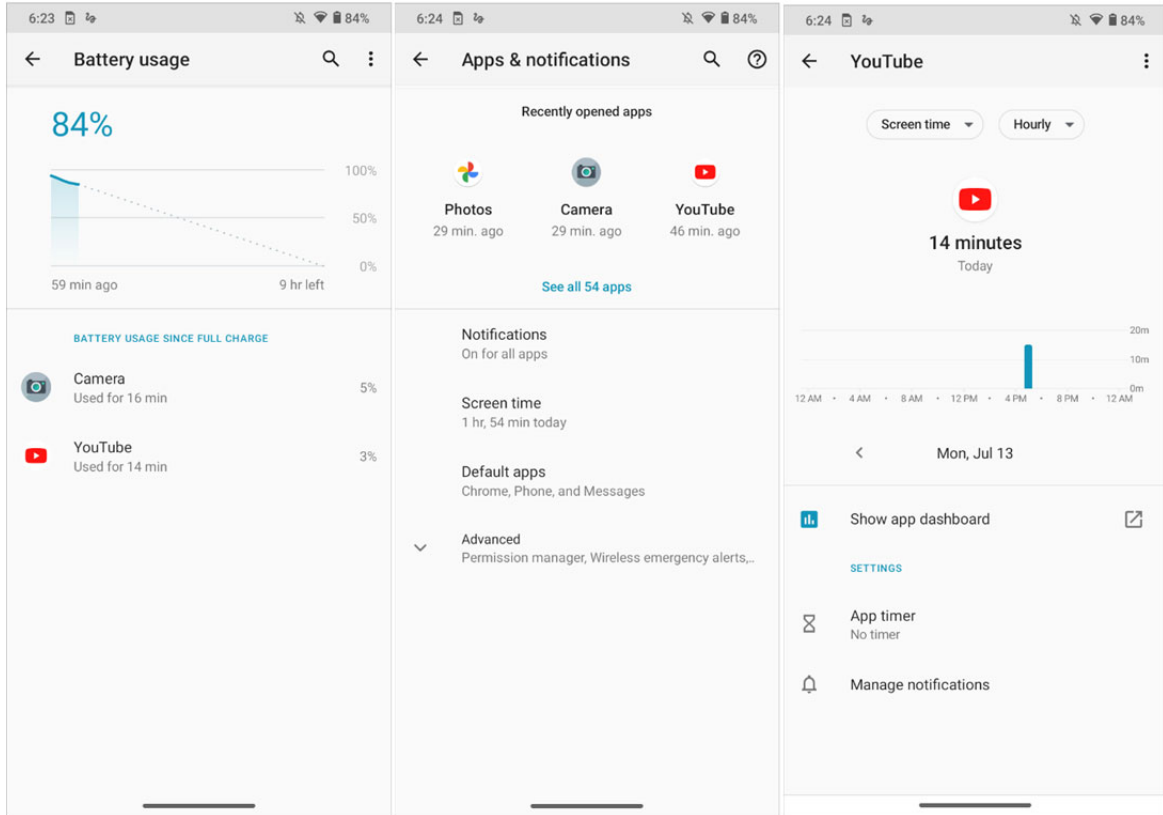 6:23 84%
Battery usage
84%
100%
50%
0%
59 min ago 9 hr left
BATTERY USAGE SINCE FULL CHARGE
Camera
Used for 16 min 5%
YouTube
Used for 14 min 3%
6:24 84%
Apps & notifications
Recently opened apps
Photos Camera YouTube
29 min. ago 29 min. ago 46 min. ago
See all 54 apps
Notifications
On for all apps
Screen time
1 hr, 54 min today
Default apps
Chrome, Phone, and Messages
Advanced
Permission manager, Wireless emergency alerts,..
6:24 84%
YouTube
Screen time Hourly
14 minutes
Today
20m
10m
0m
12 AM • 4 AM • 8 AM • 12 PM • 4 PM • 8 PM • 12 AM
Mon, Jul 13
Show app dashboard
SETTINGS
App timer
No timer
Manage notifications